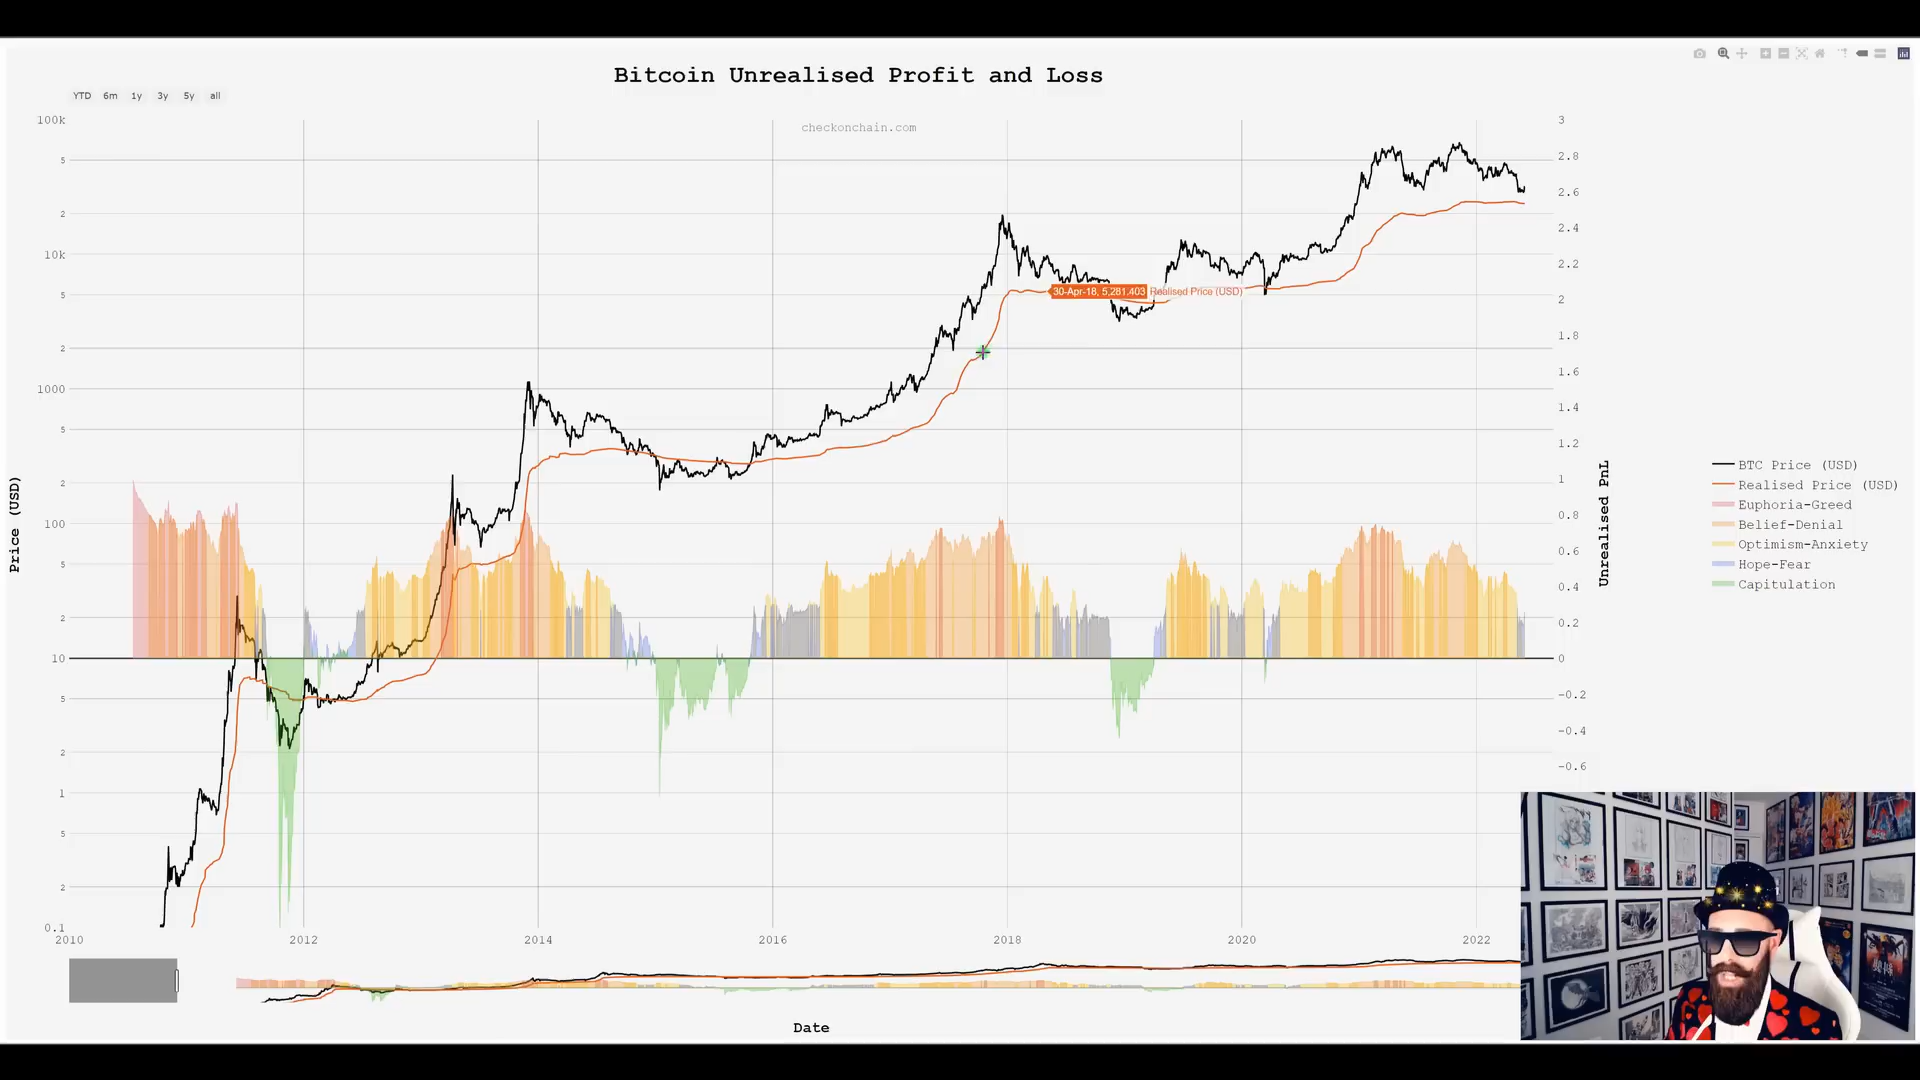 Bitcoin Unrealised Profit and Loss
YTD 6m 1y 3y 5y all
checkonchain.com
100k
5
2
10k
5
2
1000
5
2
100
5
2
10
5
2
1
5
2
0.1
Price (USD)
3
2.8
2.6
2.4
2.2
2
1.8
1.6
1.4
1.2
1
0.8
0.6
0.4
0.2
0
−0.2
−0.4
−0.6
Unrealised PnL
30-Apr-18, 5,281.403 Realised Price (USD)
BTC Price (USD)
Realised Price (USD)
Euphoria-Greed
Belief-Denial
Optimism-Anxiety
Hope-Fear
Capitulation
2010 2012 2014 2016 2018 2020 2022
Date